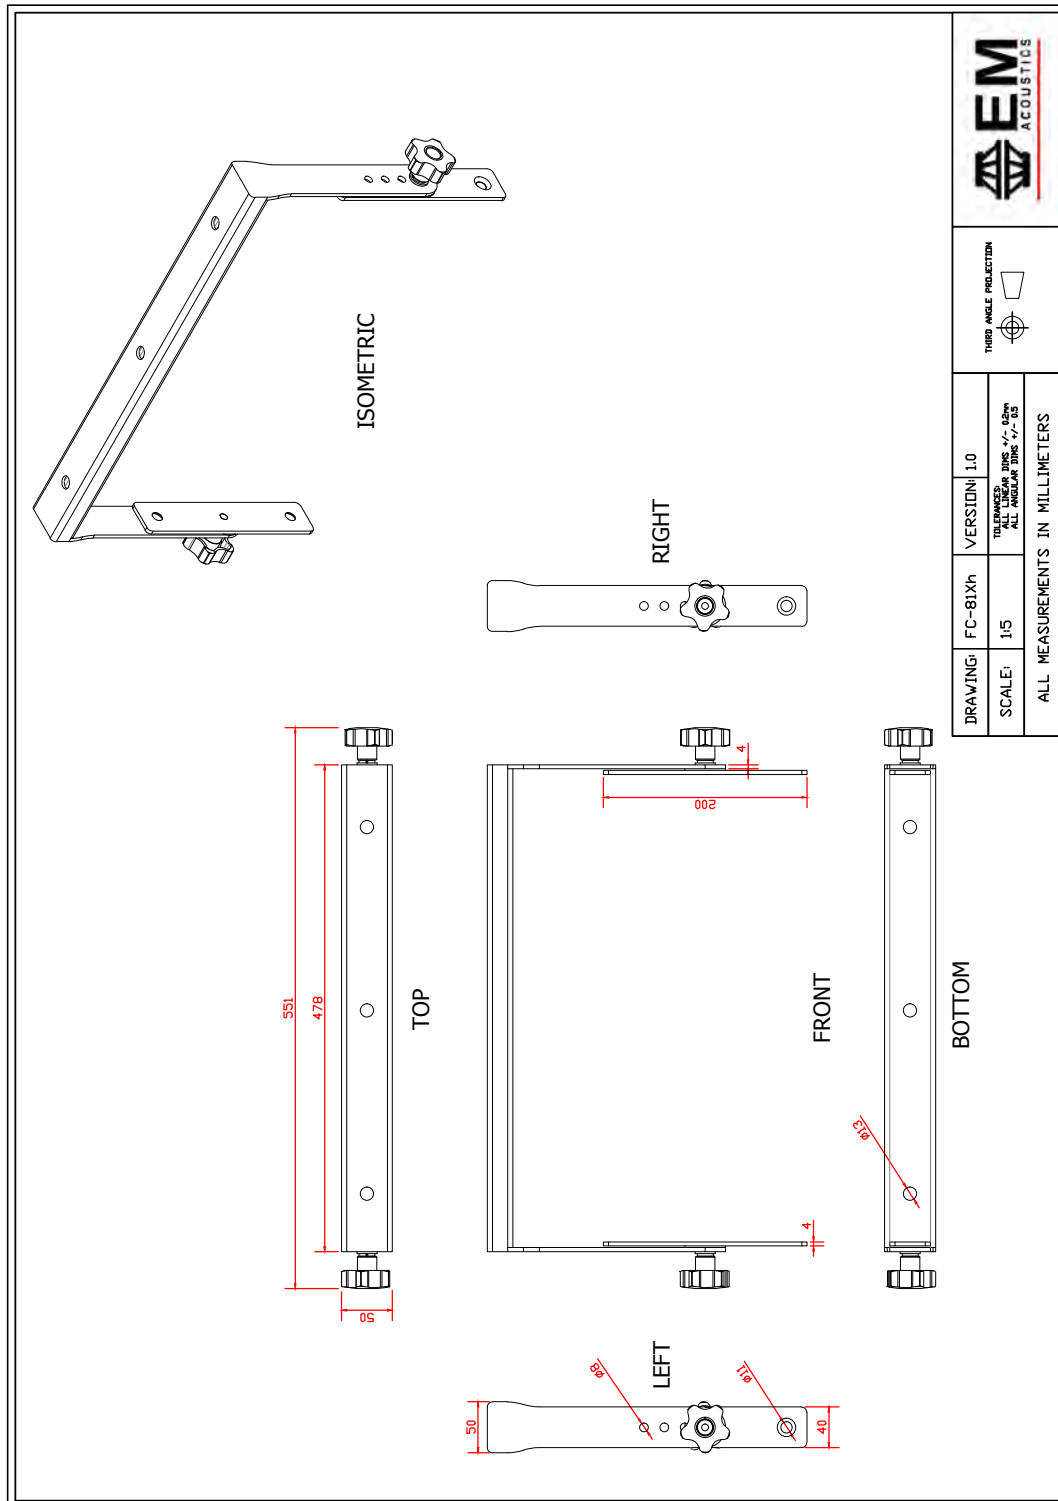 EM
ACOUSTICS
THIRD ANGLE PROJECTION
DRAWING: FC-81Xh
VERSION: 1.0
SCALE: 1:5
TOLERANCES:
ALL LINEAR DIMS +/- 0.2mm
ALL ANGULAR DIMS +/- 0.5
ALL MEASUREMENTS IN MILLIMETERS
ISOMETRIC
RIGHT
551
478
50
TOP
4
200
4
FRONT
ø13
BOTTOM
50
ø8
LEFT
ø11
40